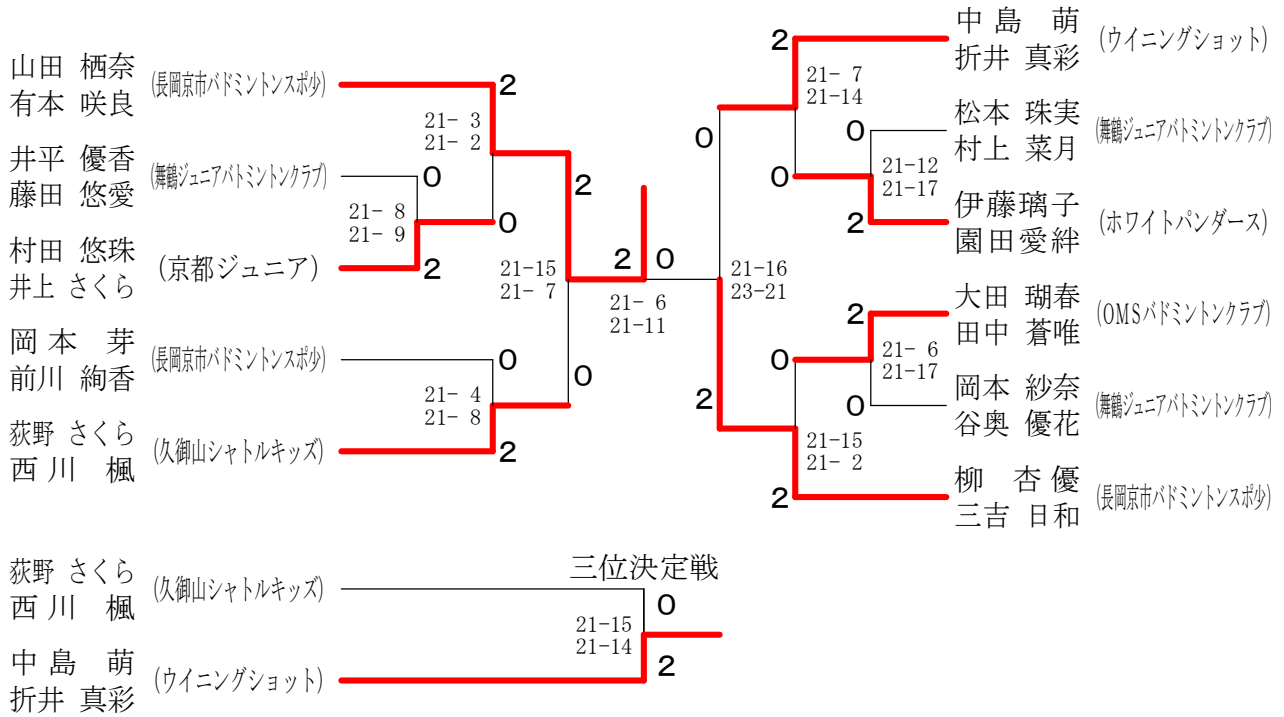 山田 栖奈
有本 咲良
(長岡京市バドミントンスポ少)
2
21- 3
21- 2
井平 優香
藤田 悠愛
(舞鶴ジュニアバトミントンクラブ)
0
21- 8
21- 9
0
村田 悠珠
井上 さくら
(京都ジュニア)
2
2
21-15
21- 7
岡本 芽
前川 絢香
(長岡京市バドミントンスポ少)
0
21- 4
21- 8
0
荻野 さくら
西川 楓
(久御山シャトルキッズ)
2
2
0
21- 6
21-11
中島 萌
折井 真彩
(ウイニングショット)
2
21- 7
21-14
0
松本 珠実
村上 菜月
(舞鶴ジュニアバトミントンクラブ)
0
21-12
21-17
0
伊藤璃子
園田愛絆
(ホワイトパンダース)
2
21-16
23-21
大田 瑚春
田中 蒼唯
(OMSバドミントンクラブ)
2
0
21- 6
21-17
岡本 紗奈
谷奥 優花
(舞鶴ジュニアバトミントンクラブ)
0
2
21-15
21- 2
柳 杏優
三吉 日和
(長岡京市バドミントンスポ少)
2
三位決定戦
荻野 さくら
西川 楓
(久御山シャトルキッズ)
0
21-15
21-14
中島 萌
折井 真彩
(ウイニングショット)
2